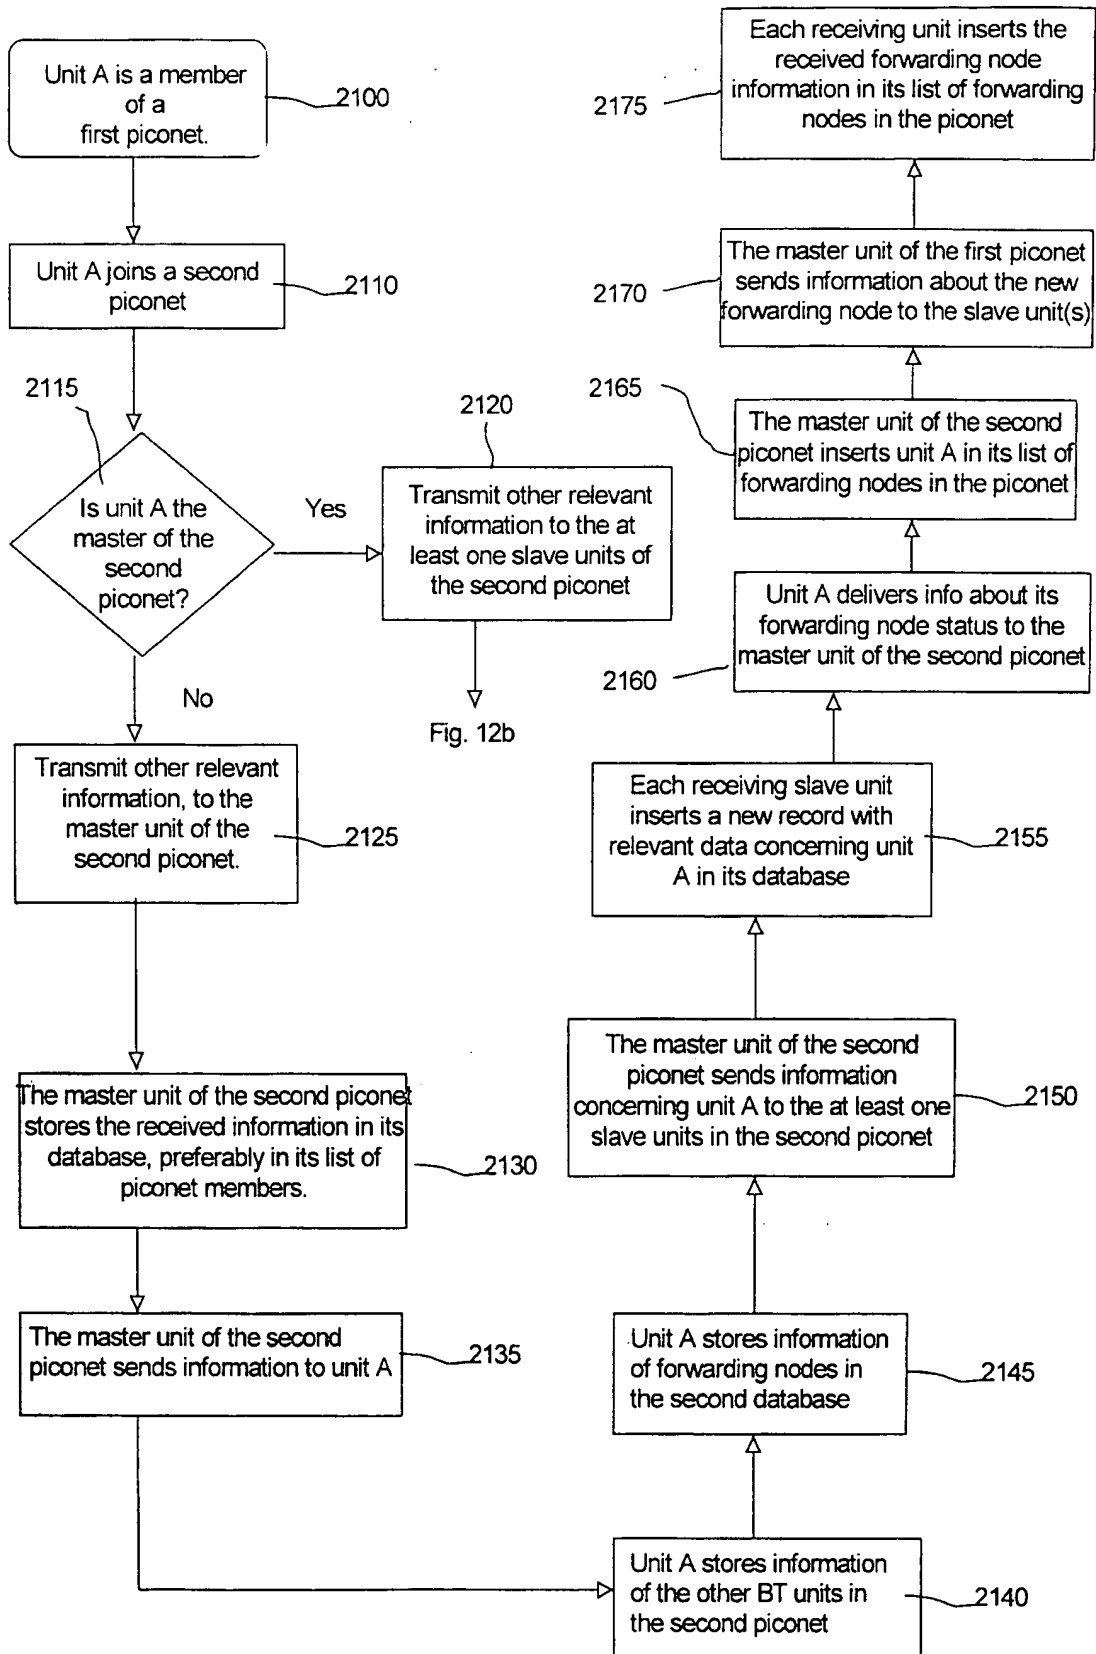 Unit A is a member
of a
first piconet.
2100
Unit A joins a second
piconet
2110
2115
Is unit A the
master of the
second
piconet?
Yes
No
2120
Transmit other relevant
information to the at
least one slave units of
the second piconet
Fig. 12b
Transmit other relevant
information, to the
master unit of the
second piconet.
2125
The master unit of the second piconet
stores the received information in its
database, preferably in its list of
piconet members.
2130
The master unit of the second
piconet sends information to unit A
2135
Unit A stores information
of the other BT units in
the second piconet
2140
Unit A stores information
of forwarding nodes in
the second database
2145
The master unit of the second
piconet sends information
concerning unit A to the at least one
slave units in the second piconet
2150
Each receiving slave unit
inserts a new record with
relevant data concerning unit
A in its database
2155
Unit A delivers info about its
forwarding node status to the
master unit of the second piconet
2160
The master unit of the second
piconet inserts unit A in its list of
forwarding nodes in the piconet
2165
The master unit of the first piconet
sends information about the new
forwarding node to the slave unit(s)
2170
Each receiving unit inserts the
received forwarding node
information in its list of forwarding
nodes in the piconet
2175